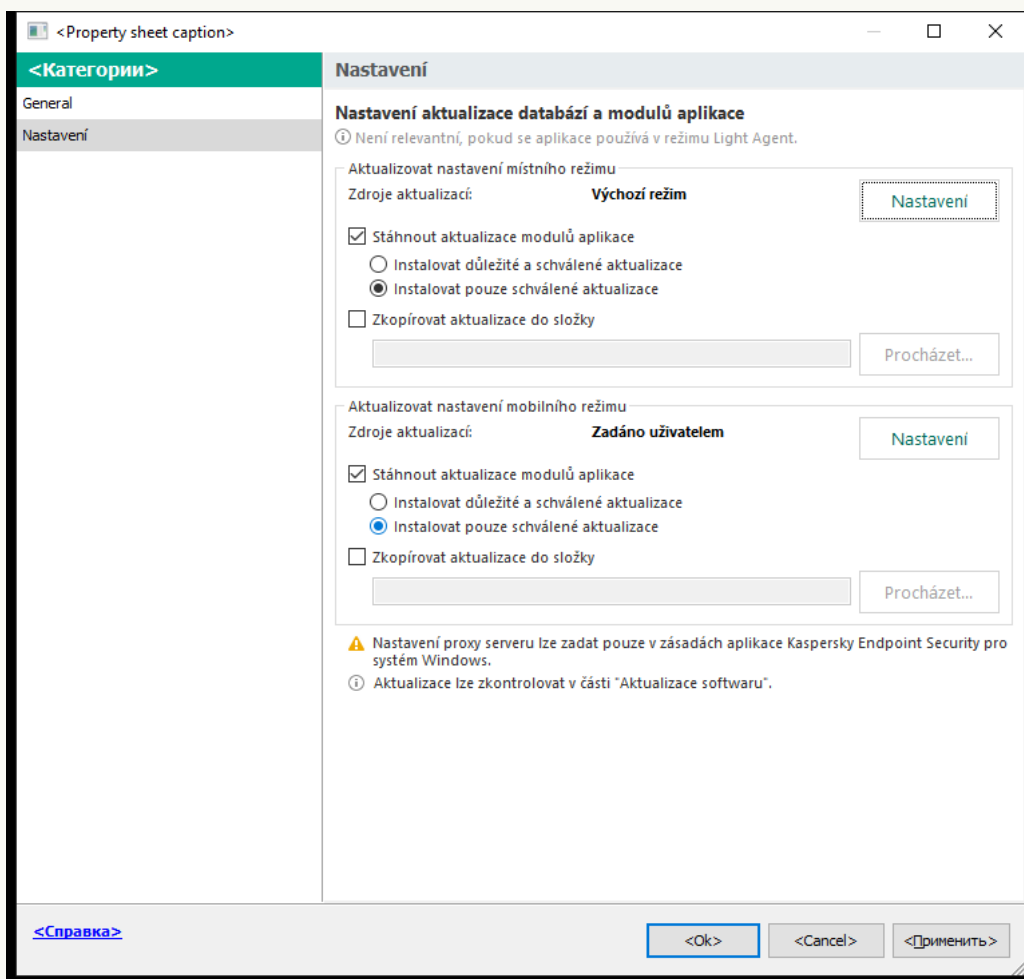 <Property sheet caption>
<Категории>
General
Nastavení
Nastavení
Nastavení aktualizace databází a modulů aplikace
Není relevantní, pokud se aplikace používá v režimu Light Agent.
Aktualizovat nastavení místního režimu
Zdroje aktualizací: Výchozí režim
Nastavení
Stáhnout aktualizace modulů aplikace
Instalovat důležité a schválené aktualizace
Instalovat pouze schválené aktualizace
Zkopírovat aktualizace do složky
Procházet...
Aktualizovat nastavení mobilního režimu
Zdroje aktualizací: Zadáno uživatelem
Nastavení
Stáhnout aktualizace modulů aplikace
Instalovat důležité a schválené aktualizace
Instalovat pouze schválené aktualizace
Zkopírovat aktualizace do složky
Procházet...
Nastavení proxy serveru lze zadat pouze v zásadách aplikace Kaspersky Endpoint Security pro
systém Windows.
Aktualizace lze zkontrolovat v části "Aktualizace softwaru".
<Справка>
<Ok> <Cancel> <Применить>